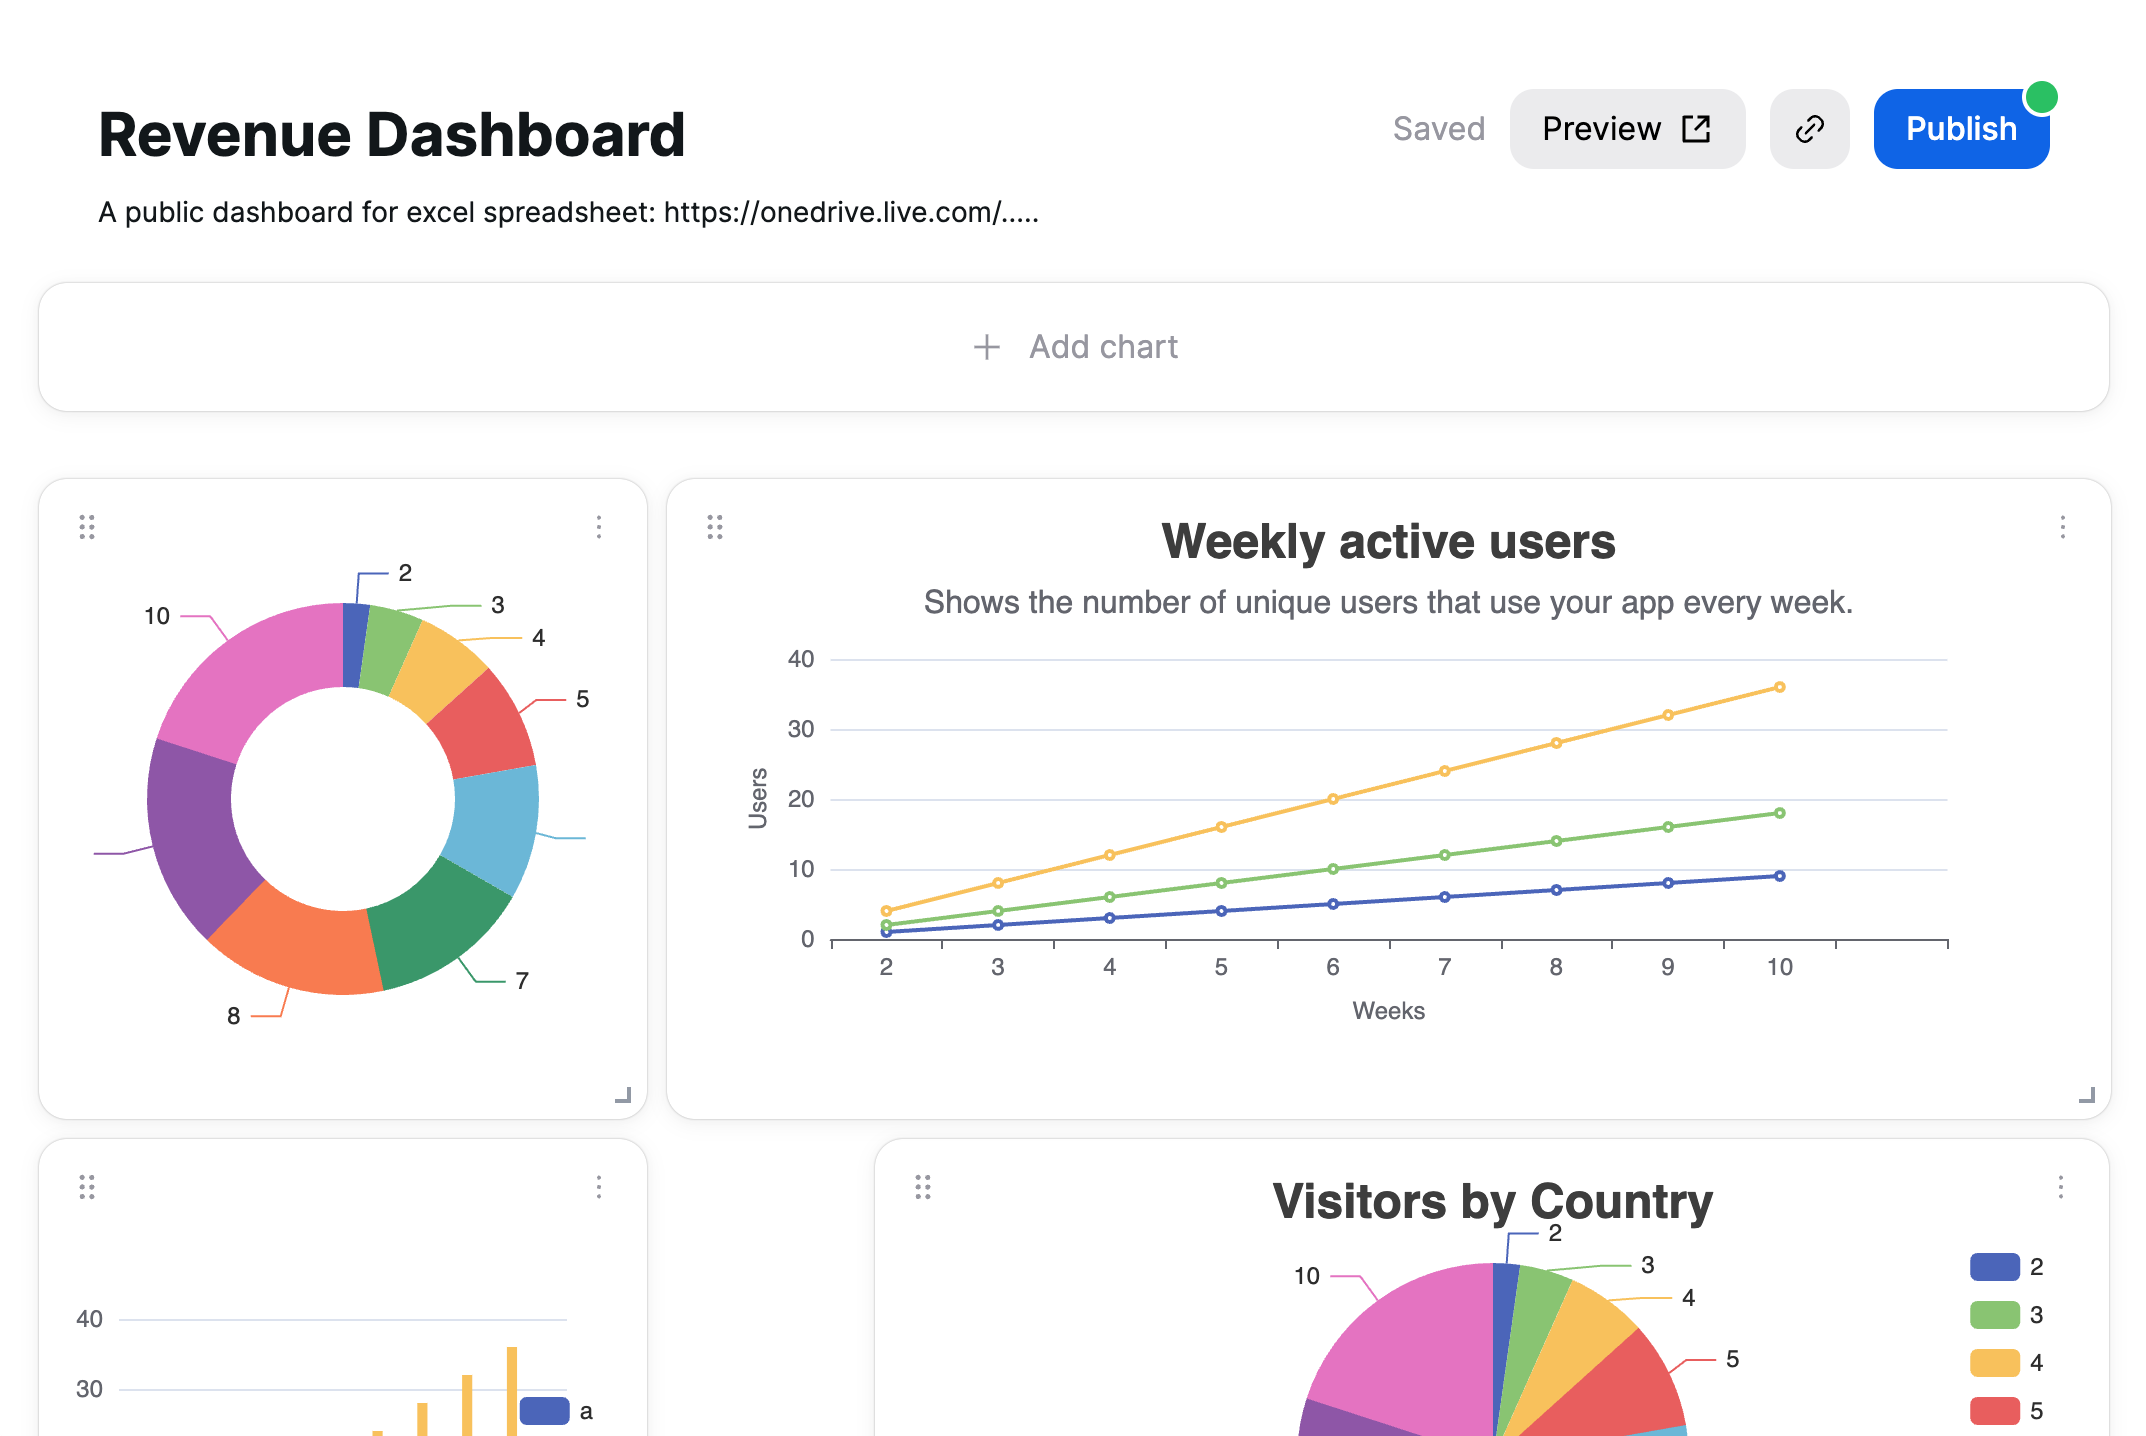 Revenue Dashboard
Saved
Preview
Publish
A public dashboard for excel spreadsheet: https://onedrive.live.com/.....
Add chart
2
3
4
5
7
8
10
Weekly active users
Shows the number of unique users that use your app every week.
40
30
20
10
0
Users
2 3 4 5 6 7 8 9 10
Weeks
40
30
a
Visitors by Country
2
3
4
5
10
2
3
4
5